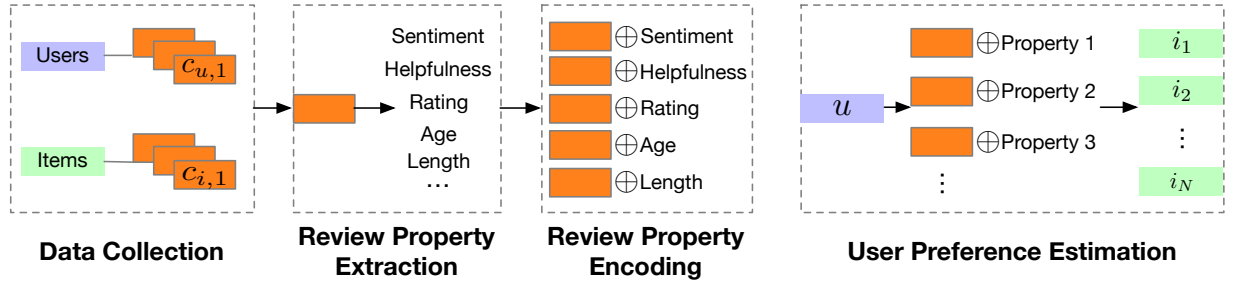 Users
c_{u,1}
Items
c_{i,1}
Data Collection
Sentiment
Helpfulness
Rating
Age
Length
...
Review Property
Extraction
⊕Sentiment
⊕Helpfulness
⊕Rating
⊕Age
⊕Length
Review Property
Encoding
u
⊕Property 1
⊕Property 2
⊕Property 3
⋮
i_1
i_2
⋮
i_N
User Preference Estimation